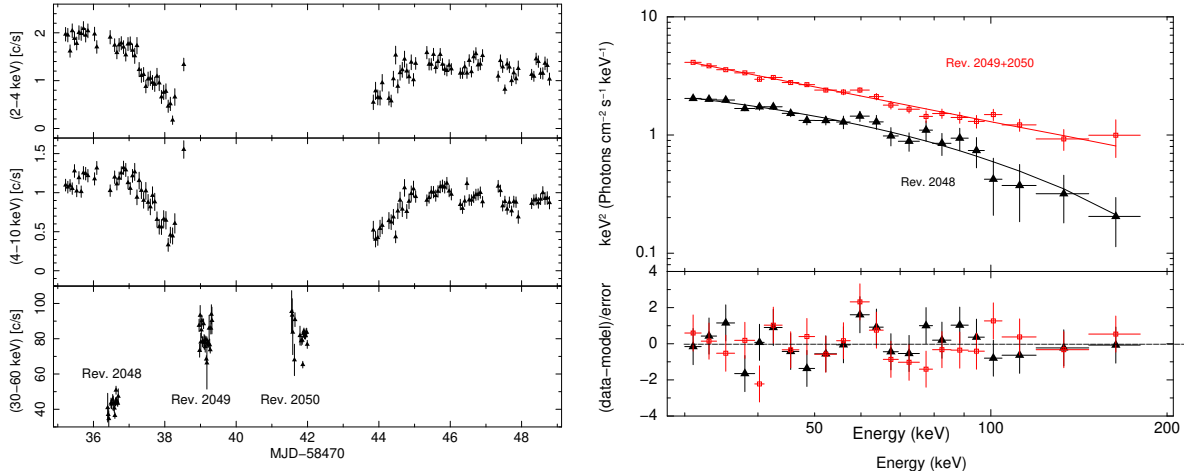 (2−4 keV) [c/s]
2
1
0
(4−10 keV) [c/s]
1.5
1
0.5
0
(30−60 keV) [c/s]
100
80
60
40
Rev. 2048
Rev. 2049
Rev. 2050
36 38 40 42 44 46 48
MJD−58470
keV² (Photons cm⁻² s⁻¹ keV⁻¹)
10
1
0.1
Rev. 2049+2050
Rev. 2048
(data−model)/error
4
2
0
−2
−4
50 100 200
Energy (keV)
Energy (keV)